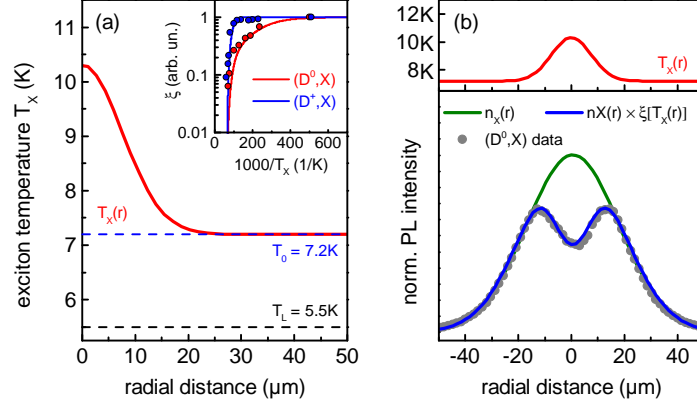 (a)
exciton temperature T_X (K)
11
10
9
8
7
6
T_X(r)
T_0 = 7.2K
T_L = 5.5K
0 10 20 30 40 50
radial distance (µm)
ξ (arb. un.)
1
0.1
0.01
(D^0,X)
(D^+,X)
0 200 400 600
1000/T_X (1/K)
(b)
12K
10K
8K
T_X(r)
n_X(r)
nX(r) × ξ[T_X(r)]
(D^0,X) data
norm. PL intensity
-40 -20 0 20 40
radial distance (µm)